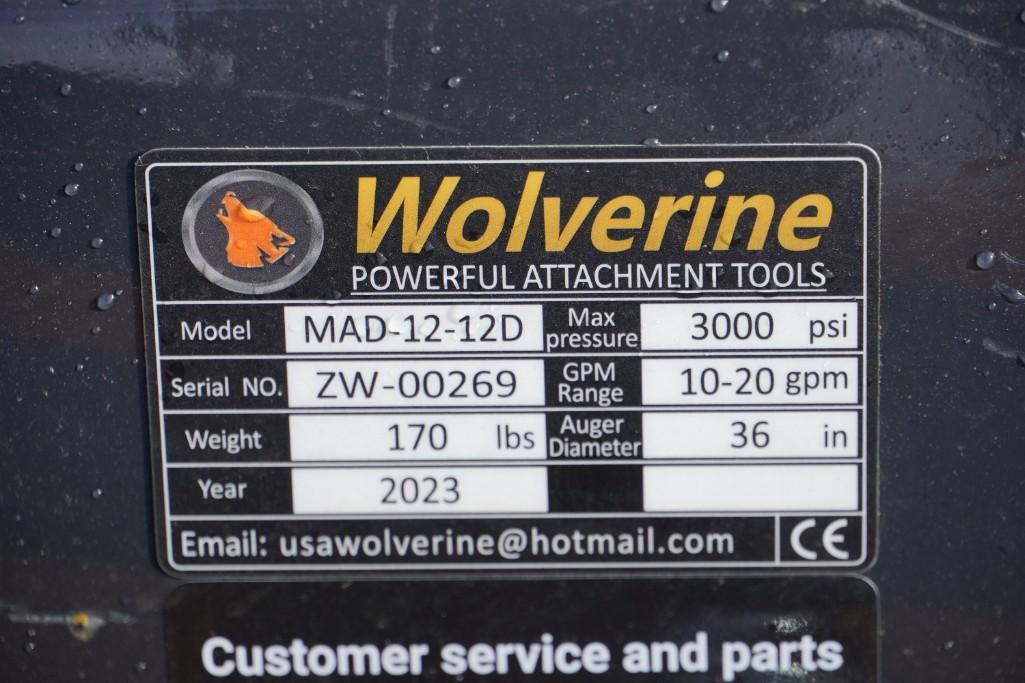 Wolverine
POWERFUL ATTACHMENT TOOLS
Model MAD-12-12D Max pressure 3000 psi
Serial NO. ZW-00269 GPM Range 10-20 gpm
Weight 170 lbs Auger Diameter 36 in
Year 2023
Email: usawolverine@hotmail.com CE
Customer service and parts